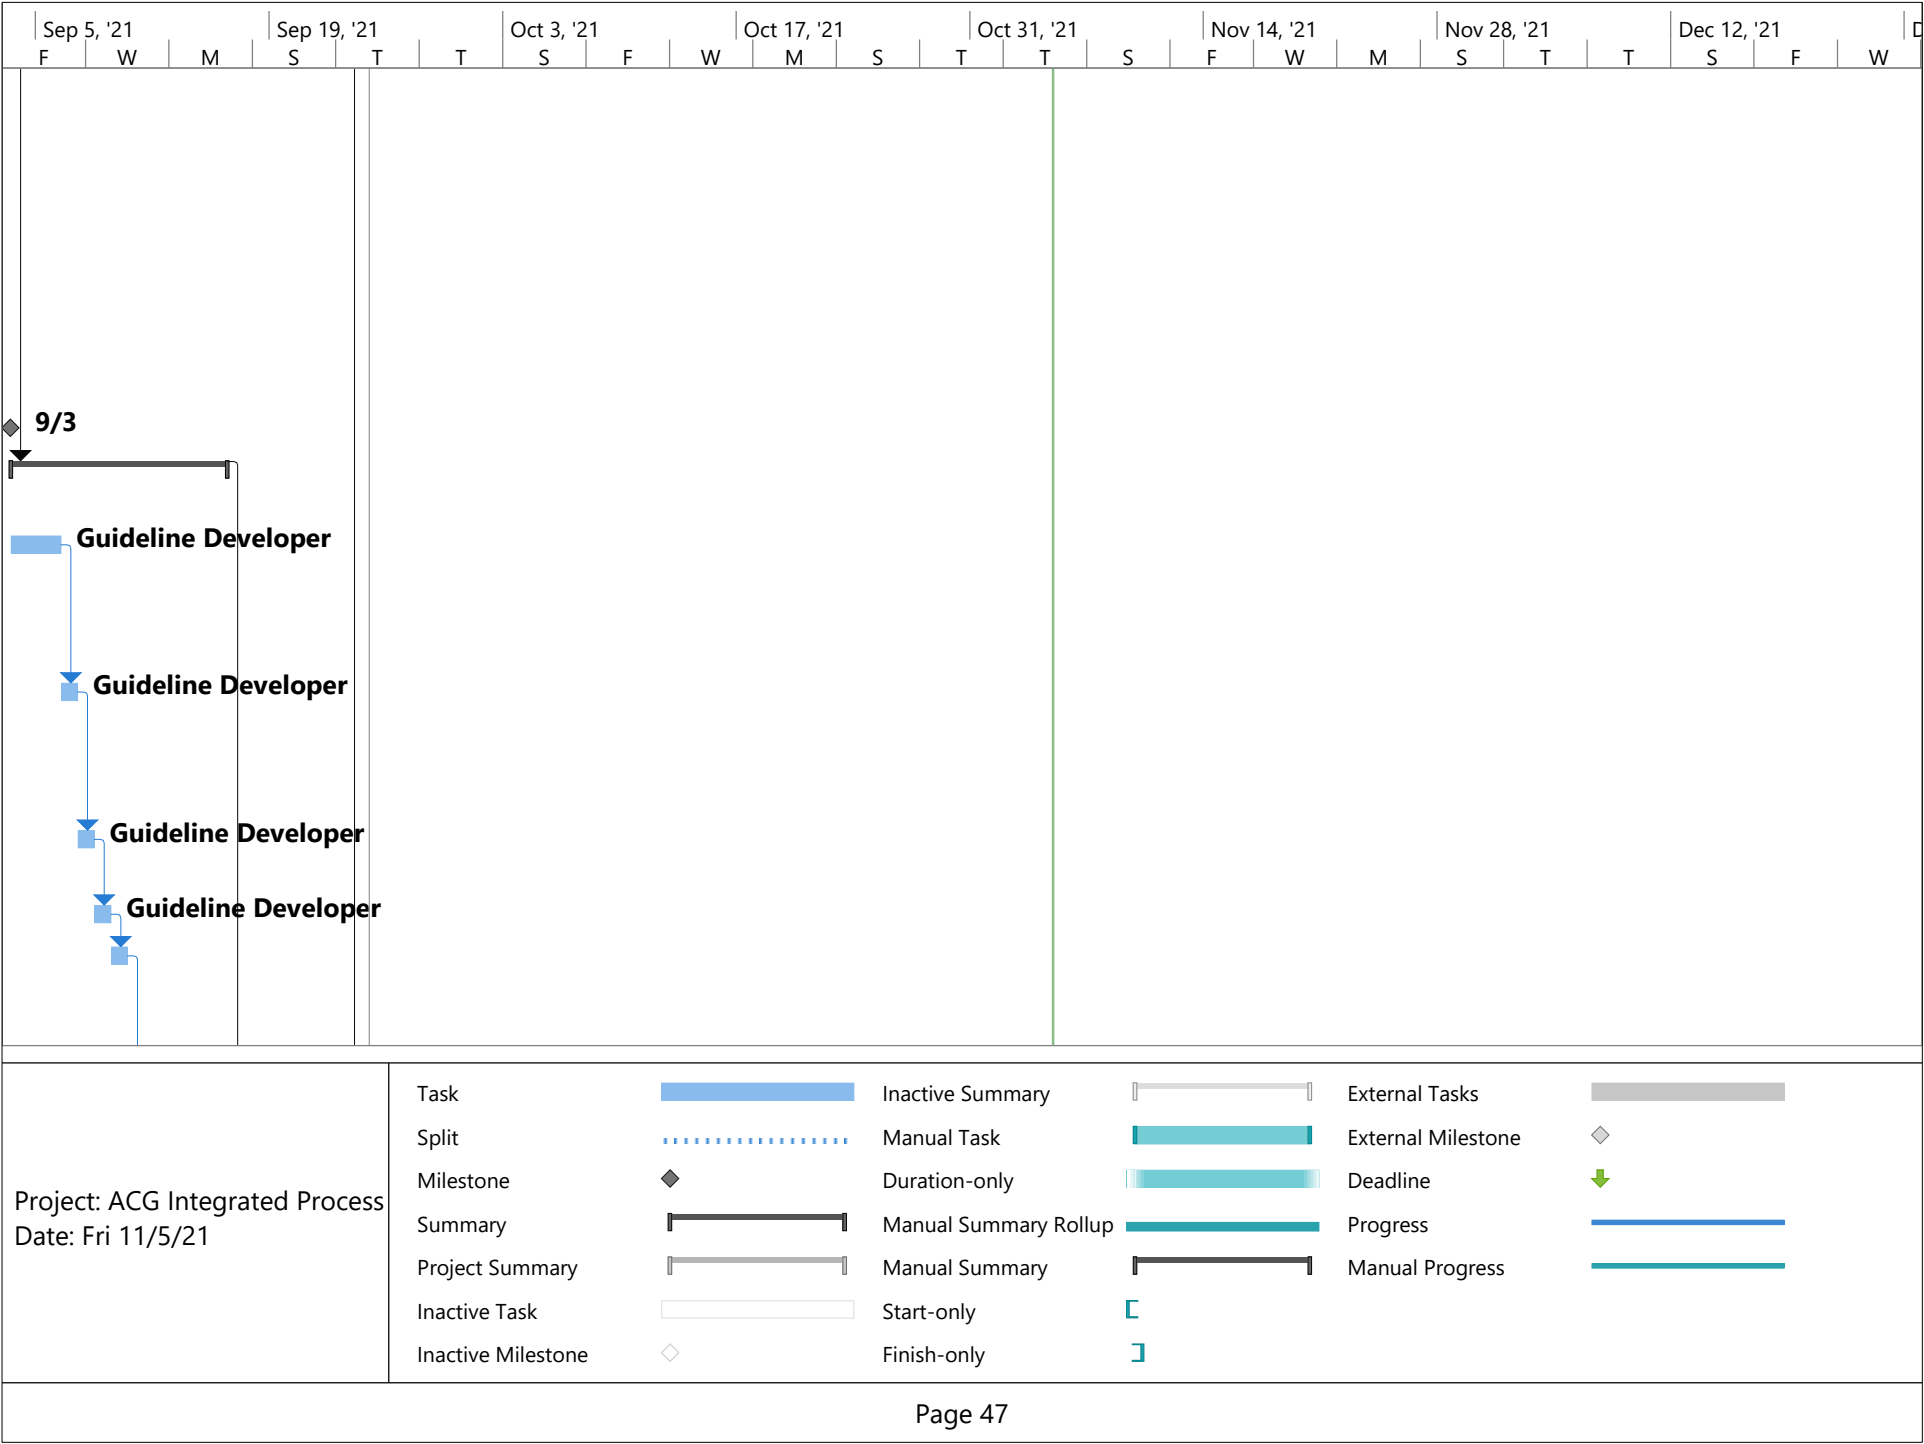 Sep 5, '21 Sep 19, '21 Oct 3, '21 Oct 17, '21 Oct 31, '21 Nov 14, '21 Nov 28, '21 Dec 12, '21 D
F W M S T T S F W M S T T S F W M S T T S F W
9/3
Guideline Developer
Guideline Developer
Guideline Developer
Guideline Developer
Project: ACG Integrated Process
Date: Fri 11/5/21
Task
Split
Milestone
Summary
Project Summary
Inactive Task
Inactive Milestone
Inactive Summary
Manual Task
Duration-only
Manual Summary Rollup
Manual Summary
Start-only
Finish-only
External Tasks
External Milestone
Deadline
Progress
Manual Progress
Page 47